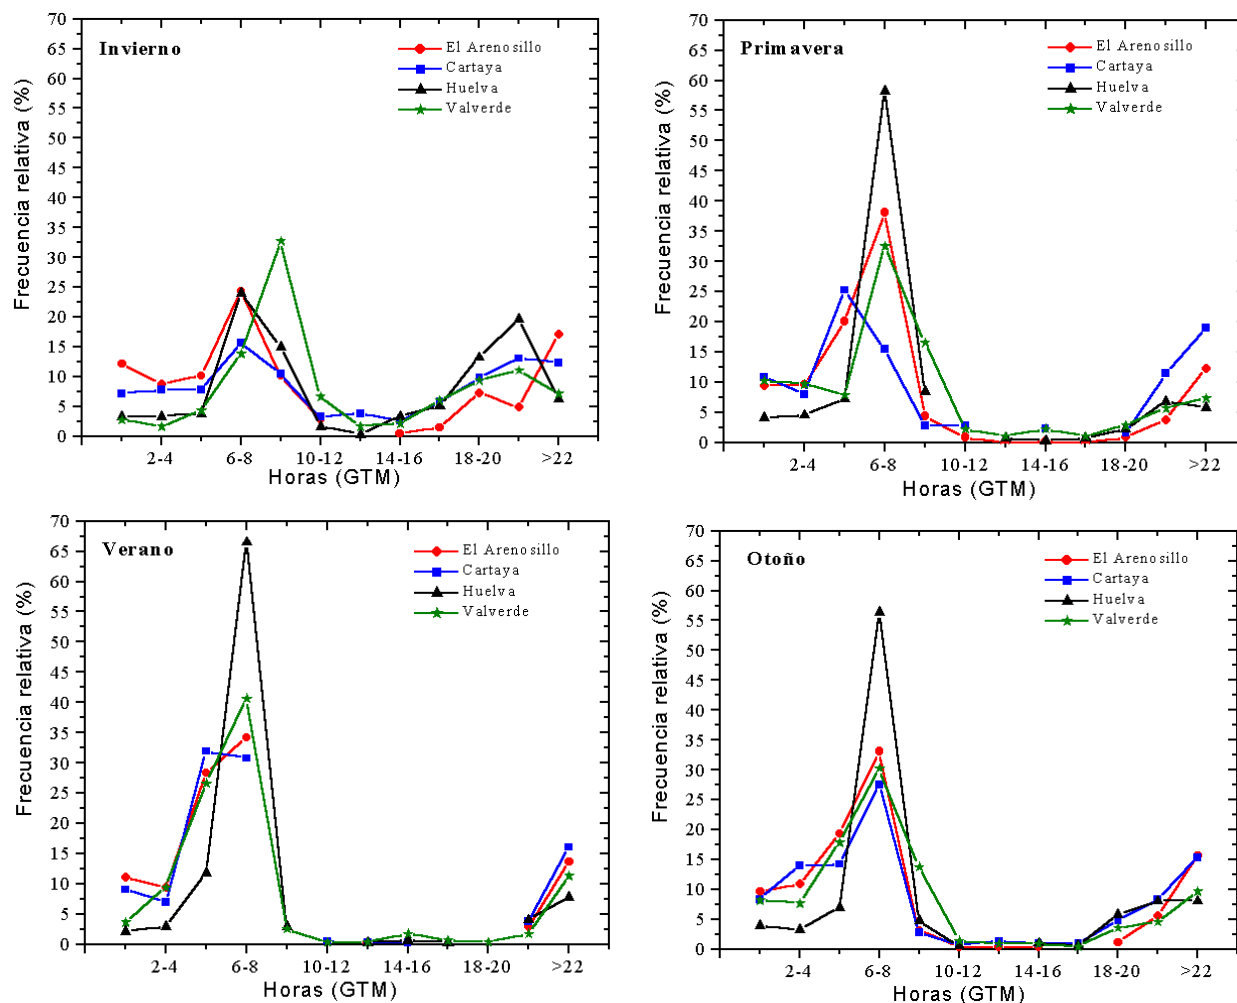 Invierno
El Arenosillo
Cartaya
Huelva
Valverde
Frecuencia relativa (%)
70
65
60
55
50
45
40
35
30
25
20
15
10
5
0
2-4 6-8 10-12 14-16 18-20 >22
Horas (GTM)
Primavera
El Arenosillo
Cartaya
Huelva
Valverde
Frecuencia relativa (%)
70
65
60
55
50
45
40
35
30
25
20
15
10
5
0
2-4 6-8 10-12 14-16 18-20 >22
Horas (GTM)
Verano
El Arenosillo
Cartaya
Huelva
Valverde
Frecuencia relativa (%)
70
65
60
55
50
45
40
35
30
25
20
15
10
5
0
2-4 6-8 10-12 14-16 18-20 >22
Horas (GTM)
Otoño
El Arenosillo
Cartaya
Huelva
Valverde
Frecuencia relativa (%)
70
65
60
55
50
45
40
35
30
25
20
15
10
5
0
2-4 6-8 10-12 14-16 18-20 >22
Horas (GTM)